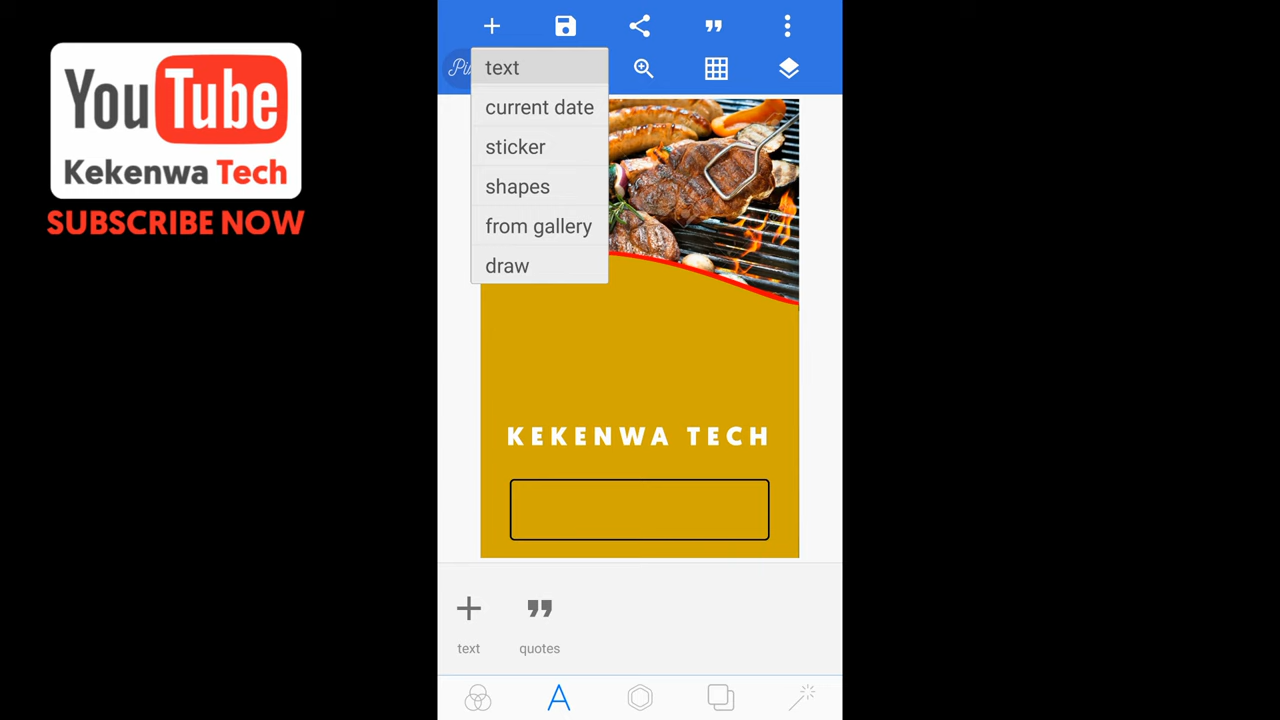 YouTube
Kekenwa Tech
SUBSCRIBE NOW
text
current date
sticker
shapes
from gallery
draw
KEKENWA TECH
text
quotes